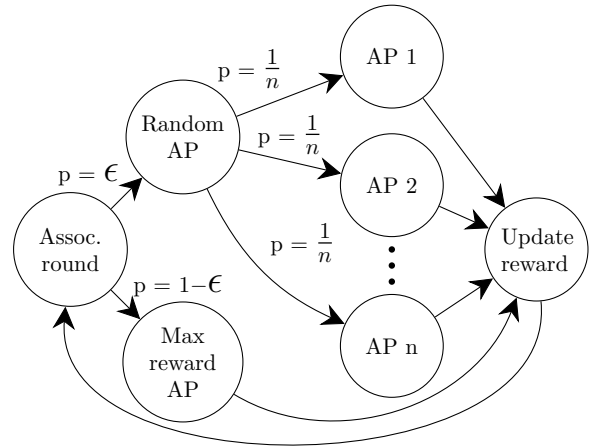 AP 1
p = 1/n
Random
AP
p = 1/n
p = ϵ
AP 2
Assoc.
round
p = 1/n
Update
reward
p = 1−ϵ
Max
reward
AP
AP n